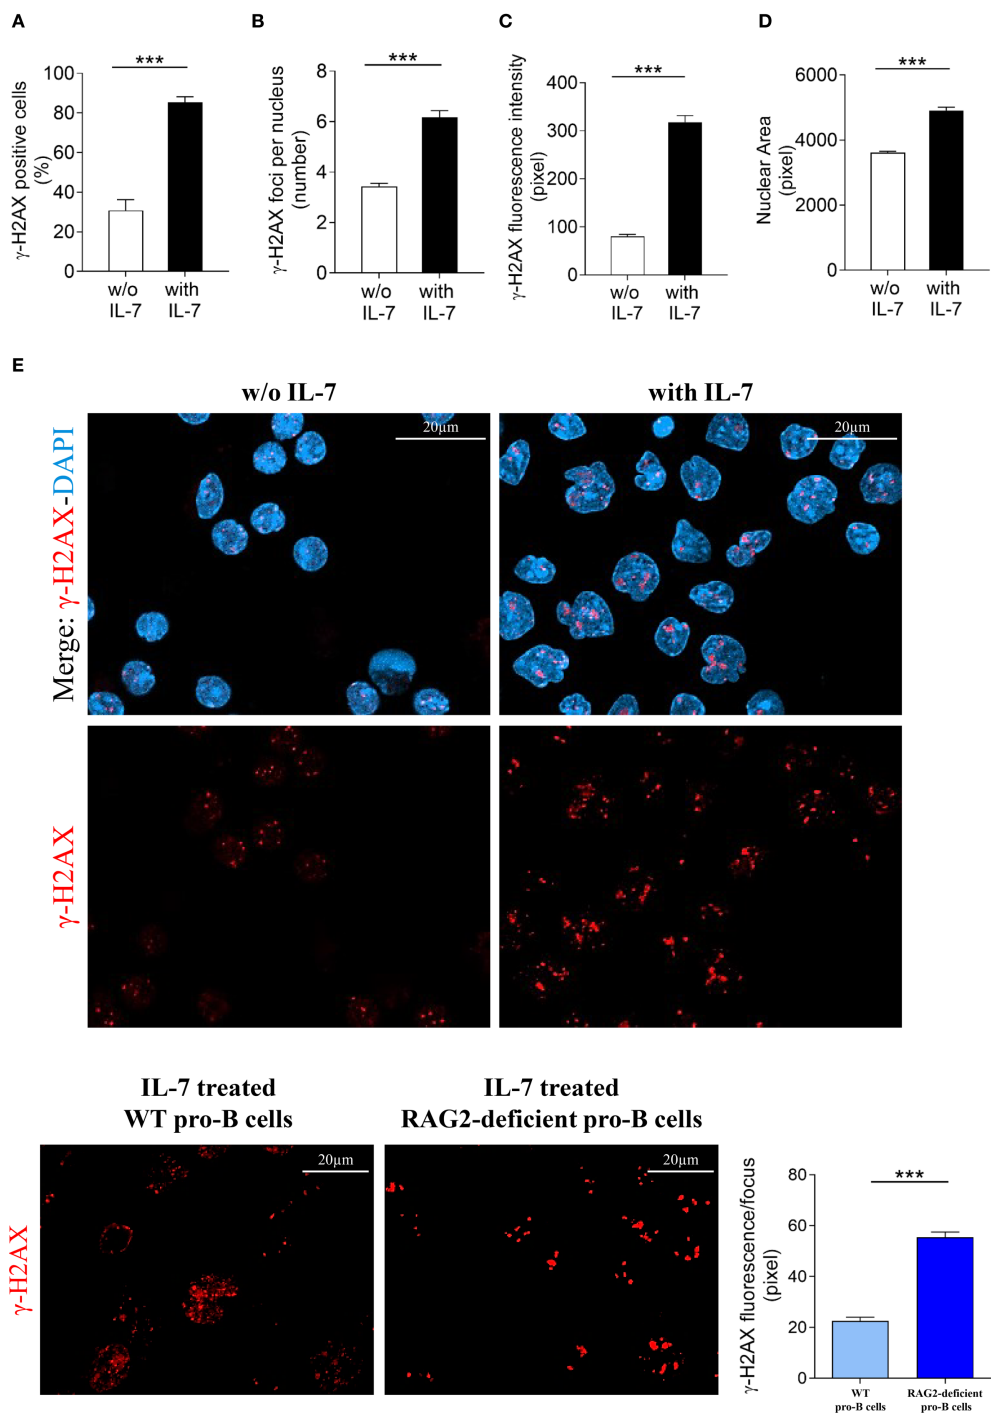 A
γ-H2AX positive cells
(%)
***
100
80
60
40
20
0
w/o
IL-7
with
IL-7
B
γ-H2AX foci per nucleus
(number)
***
8
6
4
2
0
w/o
IL-7
with
IL-7
C
γ-H2AX fluorescence intensity
(pixel)
***
400
300
200
100
0
w/o
IL-7
with
IL-7
D
Nuclear Area
(pixel)
***
6000
4000
2000
0
w/o
IL-7
with
IL-7
E
w/o IL-7
with IL-7
Merge: γ-H2AX-DAPI
20µm
20µm
γ-H2AX
IL-7 treated
WT pro-B cells
IL-7 treated
RAG2-deficient pro-B cells
γ-H2AX
20µm
20µm
γ-H2AX fluorescence/focus
(pixel)
***
80
60
40
20
0
WT
pro-B cells
RAG2-deficient
pro-B cells